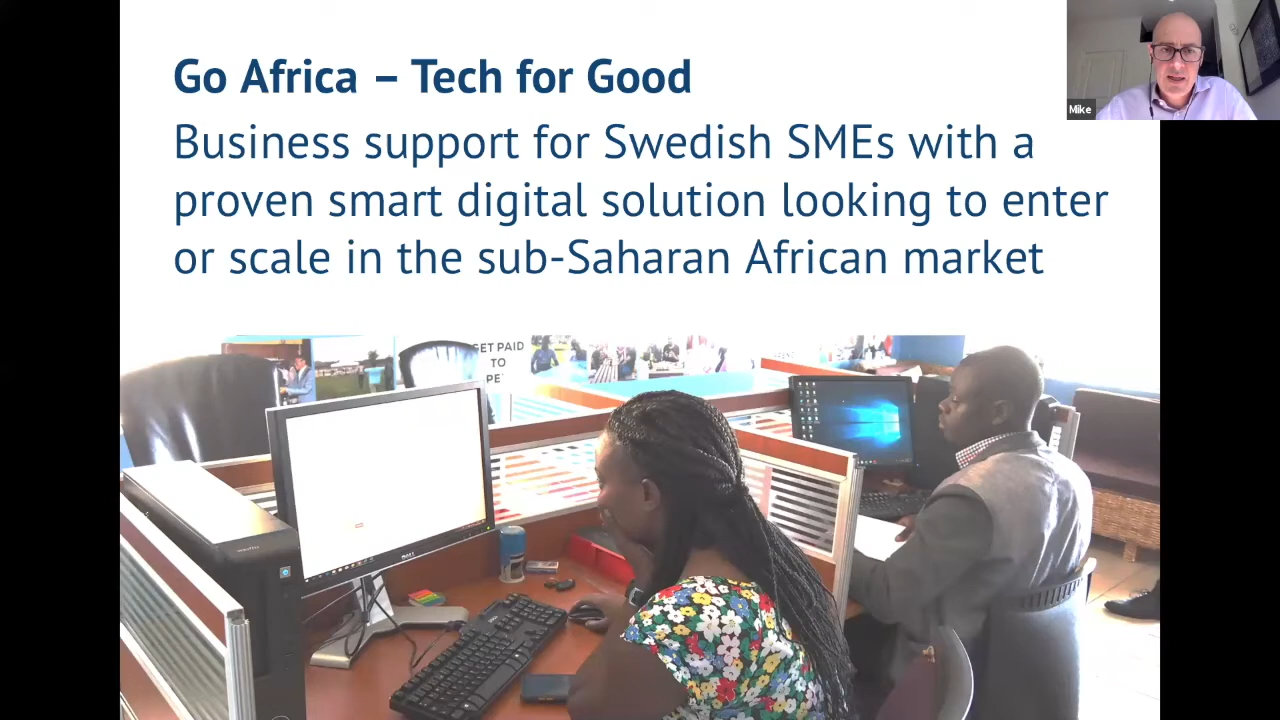 Go Africa – Tech for Good
Business support for Swedish SMEs with a
proven smart digital solution looking to enter
or scale in the sub-Saharan African market
Mike
GET PAID
TO
DELL